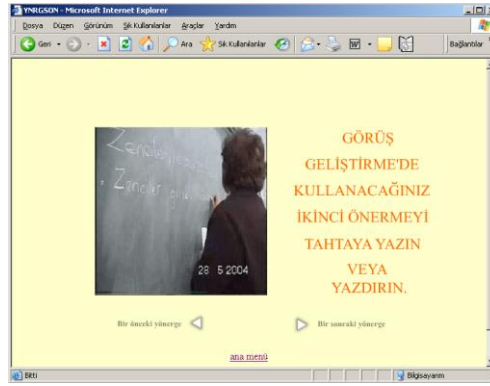 YNRGSON - Microsoft Internet Explorer
Dosya Düzen Görünüm Sık Kullanılanlar Araçlar Yardım
Geri Ara Sık Kullanılanlar Bağlantılar
GÖRÜŞ
GELİŞTİRME'DE
KULLANACAĞINIZ
İKİNCİ ÖNERMEYİ
TAHTAYA YAZIN
VEYA
YAZDIRIN.
28 5 2004
Bir önceki yönerge
Bir sonraki yönerge
ana menü
Bitti Bilgisayarım